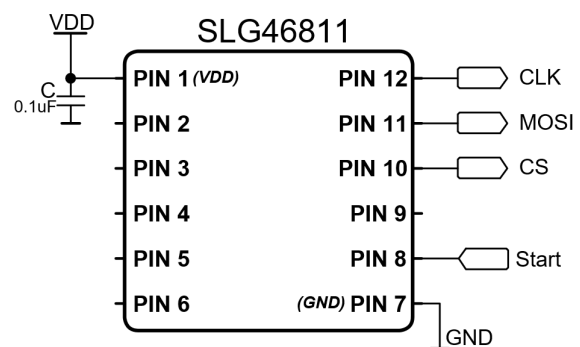 VDD
SLG46811
C
0.1uF
PIN 1 (VDD)
PIN 2
PIN 3
PIN 4
PIN 5
PIN 6
PIN 12 CLK
PIN 11 MOSI
PIN 10 CS
PIN 9
PIN 8 Start
(GND) PIN 7
GND